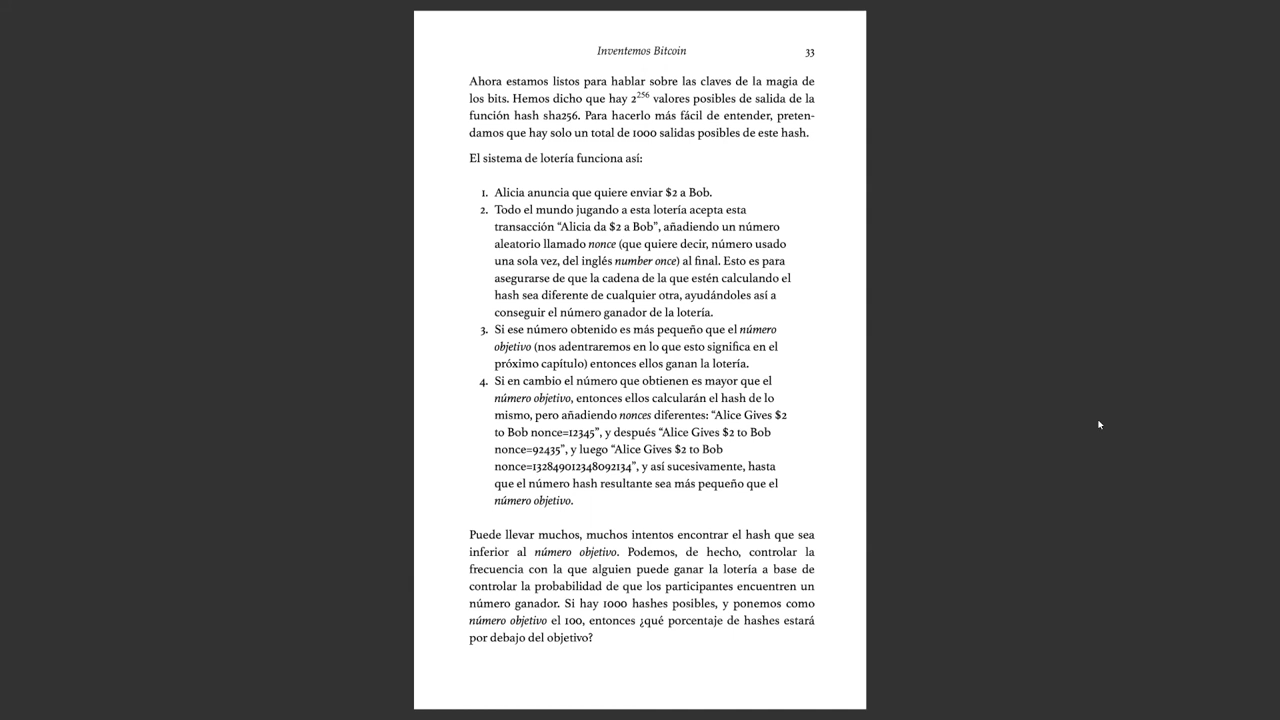 Inventemos Bitcoin 33
Ahora estamos listos para hablar sobre las claves de la magia de
los bits. Hemos dicho que hay 2^256 valores posibles de salida de la
función hash sha256. Para hacerlo más fácil de entender, preten-
damos que hay solo un total de 1000 salidas posibles de este hash.
El sistema de lotería funciona así:
1. Alicia anuncia que quiere enviar $2 a Bob.
2. Todo el mundo jugando a esta lotería acepta esta
transacción “Alicia da $2 a Bob”, añadiendo un número
aleatorio llamado nonce (que quiere decir, número usado
una sola vez, del inglés number once) al final. Esto es para
asegurarse de que la cadena de la que estén calculando el
hash sea diferente de cualquier otra, ayudándoles así a
conseguir el número ganador de la lotería.
3. Si ese número obtenido es más pequeño que el número
objetivo (nos adentraremos en lo que esto significa en el
próximo capítulo) entonces ellos ganan la lotería.
4. Si en cambio el número que obtienen es mayor que el
número objetivo, entonces ellos calcularán el hash de lo
mismo, pero añadiendo nonces diferentes: “Alice Gives $2
to Bob nonce=12345”, y después “Alice Gives $2 to Bob
nonce=92435”, y luego “Alice Gives $2 to Bob
nonce=132849012348092134”, y así sucesivamente, hasta
que el número hash resultante sea más pequeño que el
número objetivo.
Puede llevar muchos, muchos intentos encontrar el hash que sea
inferior al número objetivo. Podemos, de hecho, controlar la
frecuencia con la que alguien puede ganar la lotería a base de
controlar la probabilidad de que los participantes encuentren un
número ganador. Si hay 1000 hashes posibles, y ponemos como
número objetivo el 100, entonces ¿qué porcentaje de hashes estará
por debajo del objetivo?